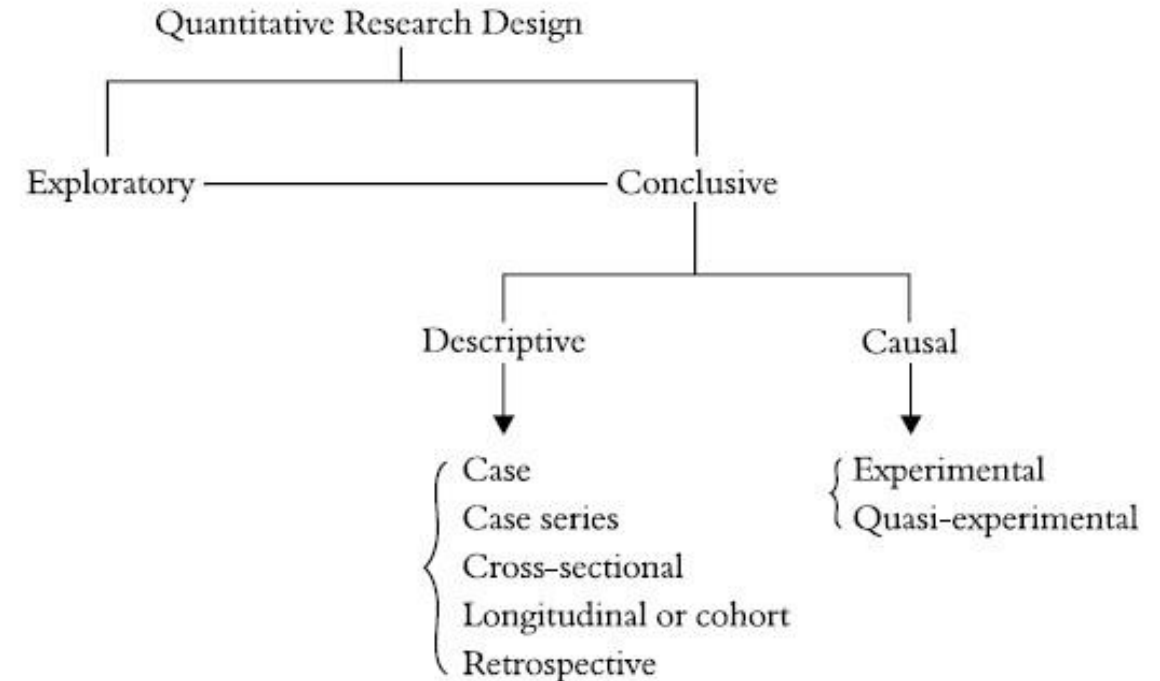 Quantitative Research Design
Exploratory
Conclusive
Descriptive
Causal
Case
Case series
Cross-sectional
Longitudinal or cohort
Retrospective
Experimental
Quasi-experimental